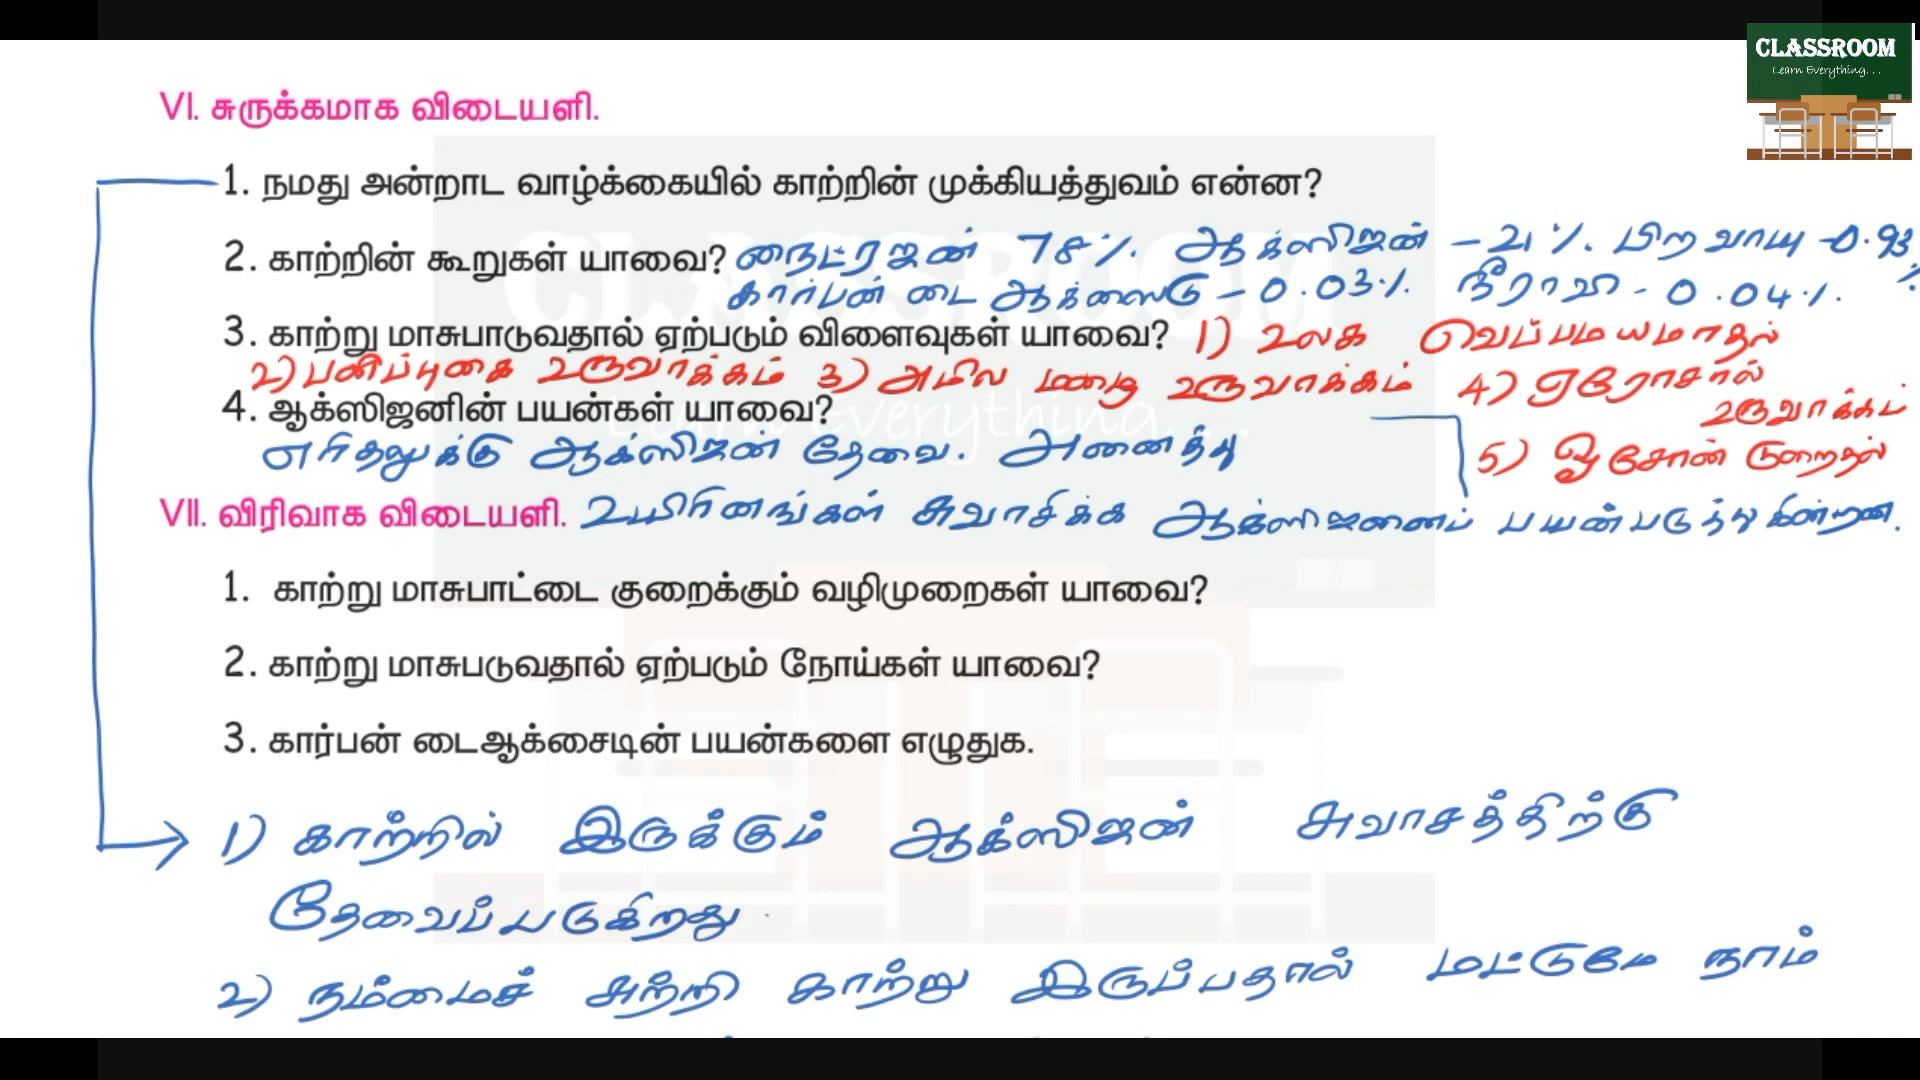 CLASSROOM
Learn Everything...
VI. சுருக்கமாக விடையளி.
1. நமது அன்றாட வாழ்க்கையில் காற்றின் முக்கியத்துவம் என்ன?
2. காற்றின் கூறுகள் யாவை? நைட்ரஜன் 78%. ஆக்ஸிஜன் - 21%. பிற வாயு - 0.93%
கார்பன் டை ஆக்ஸைடு - 0.03%. நீராவி - 0.04%.
3. காற்று மாசுபாடுவதால் ஏற்படும் விளைவுகள் யாவை? 1) உலக வெப்பமயமாதல்
2) பனிப்புகை உருவாக்கம் 3) அமில மழை உருவாக்கம் 4) ஏரோசால்
உருவாக்கம்
4. ஆக்ஸிஜனின் பயன்கள் யாவை?
எரிதலுக்கு ஆக்ஸிஜன் தேவை. அனைத்து
5) ஓசோன் குறைதல்
VII. விரிவாக விடையளி. உயிரினங்கள் சுவாசிக்க ஆக்ஸிஜனைப் பயன்படுத்துகின்றன.
1. காற்று மாசுபாட்டை குறைக்கும் வழிமுறைகள் யாவை?
2. காற்று மாசுபடுவதால் ஏற்படும் நோய்கள் யாவை?
3. கார்பன் டைஆக்சைடின் பயன்களை எழுதுக.
1) காற்றில் இருக்கும் ஆக்ஸிஜன் சுவாசத்திற்கு
தேவைப்படுகிறது.
2) நம்மைச் சுற்றி காற்று இருப்பதால் மட்டுமே நாம்